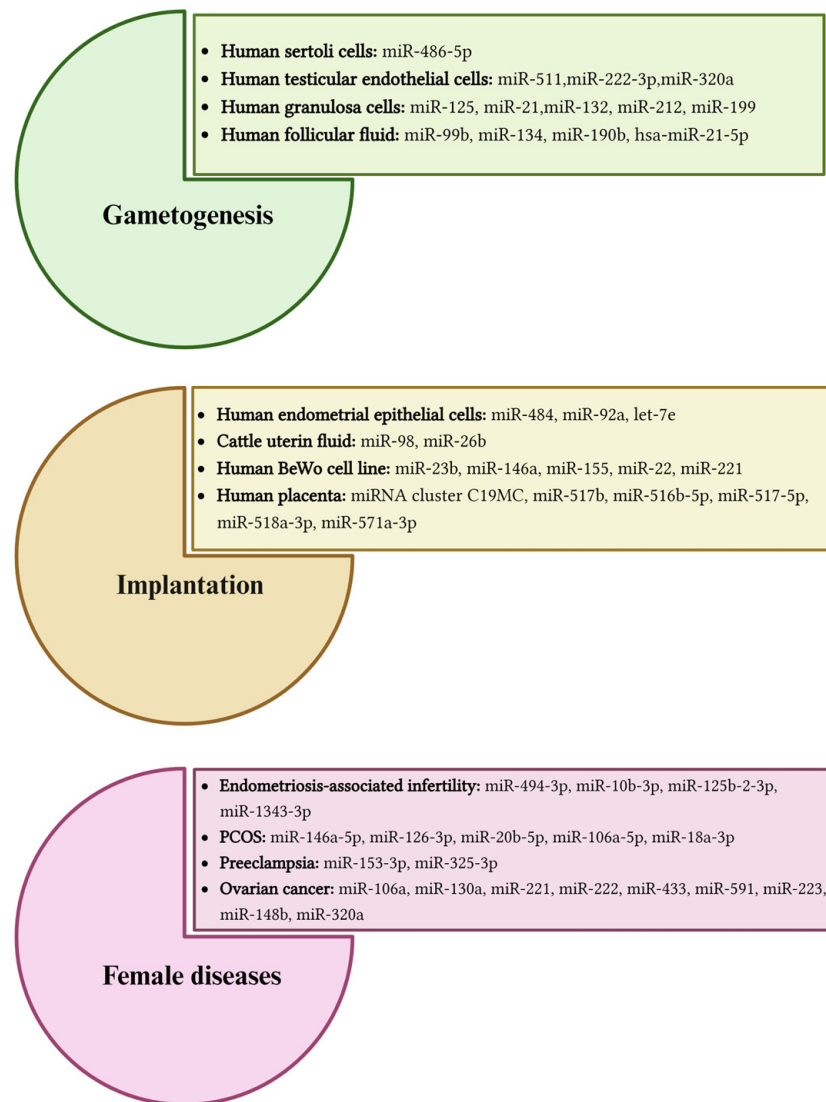 • Human sertoli cells: miR-486-5p
• Human testicular endothelial cells: miR-511,miR-222-3p,miR-320a
• Human granulosa cells: miR-125, miR-21,miR-132, miR-212, miR-199
• Human follicular fluid: miR-99b, miR-134, miR-190b, hsa-miR-21-5p
Gametogenesis
• Human endometrial epithelial cells: miR-484, miR-92a, let-7e
• Cattle uterin fluid: miR-98, miR-26b
• Human BeWo cell line: miR-23b, miR-146a, miR-155, miR-22, miR-221
• Human placenta: miRNA cluster C19MC, miR-517b, miR-516b-5p, miR-517-5p,
miR-518a-3p, miR-571a-3p
Implantation
• Endometriosis-associated infertility: miR-494-3p, miR-10b-3p, miR-125b-2-3p,
miR-1343-3p
• PCOS: miR-146a-5p, miR-126-3p, miR-20b-5p, miR-106a-5p, miR-18a-3p
• Preeclampsia: miR-153-3p, miR-325-3p
• Ovarian cancer: miR-106a, miR-130a, miR-221, miR-222, miR-433, miR-591, miR-223,
miR-148b, miR-320a
Female diseases